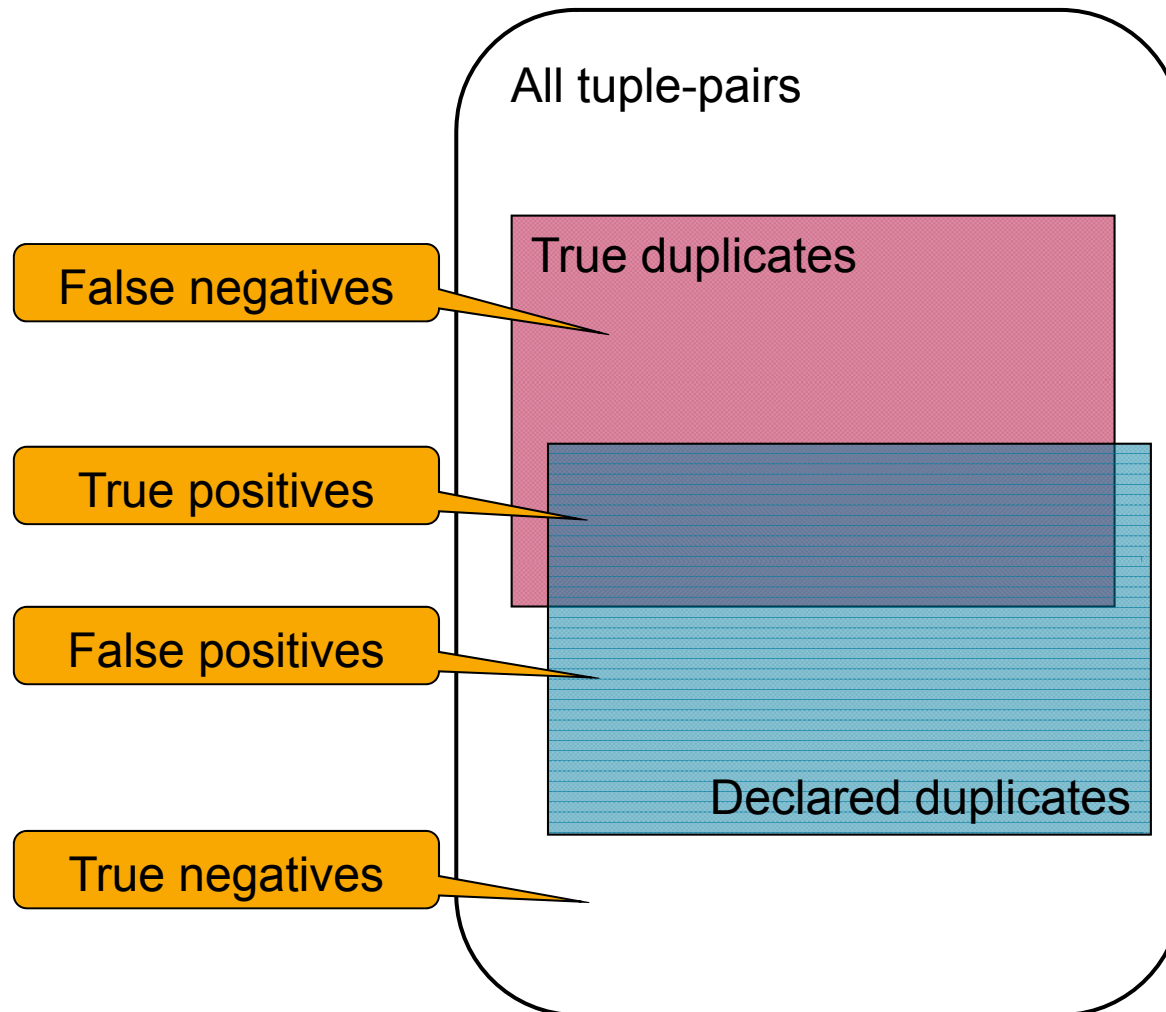 All tuple-pairs
True duplicates
False negatives
True positives
False positives
Declared duplicates
True negatives